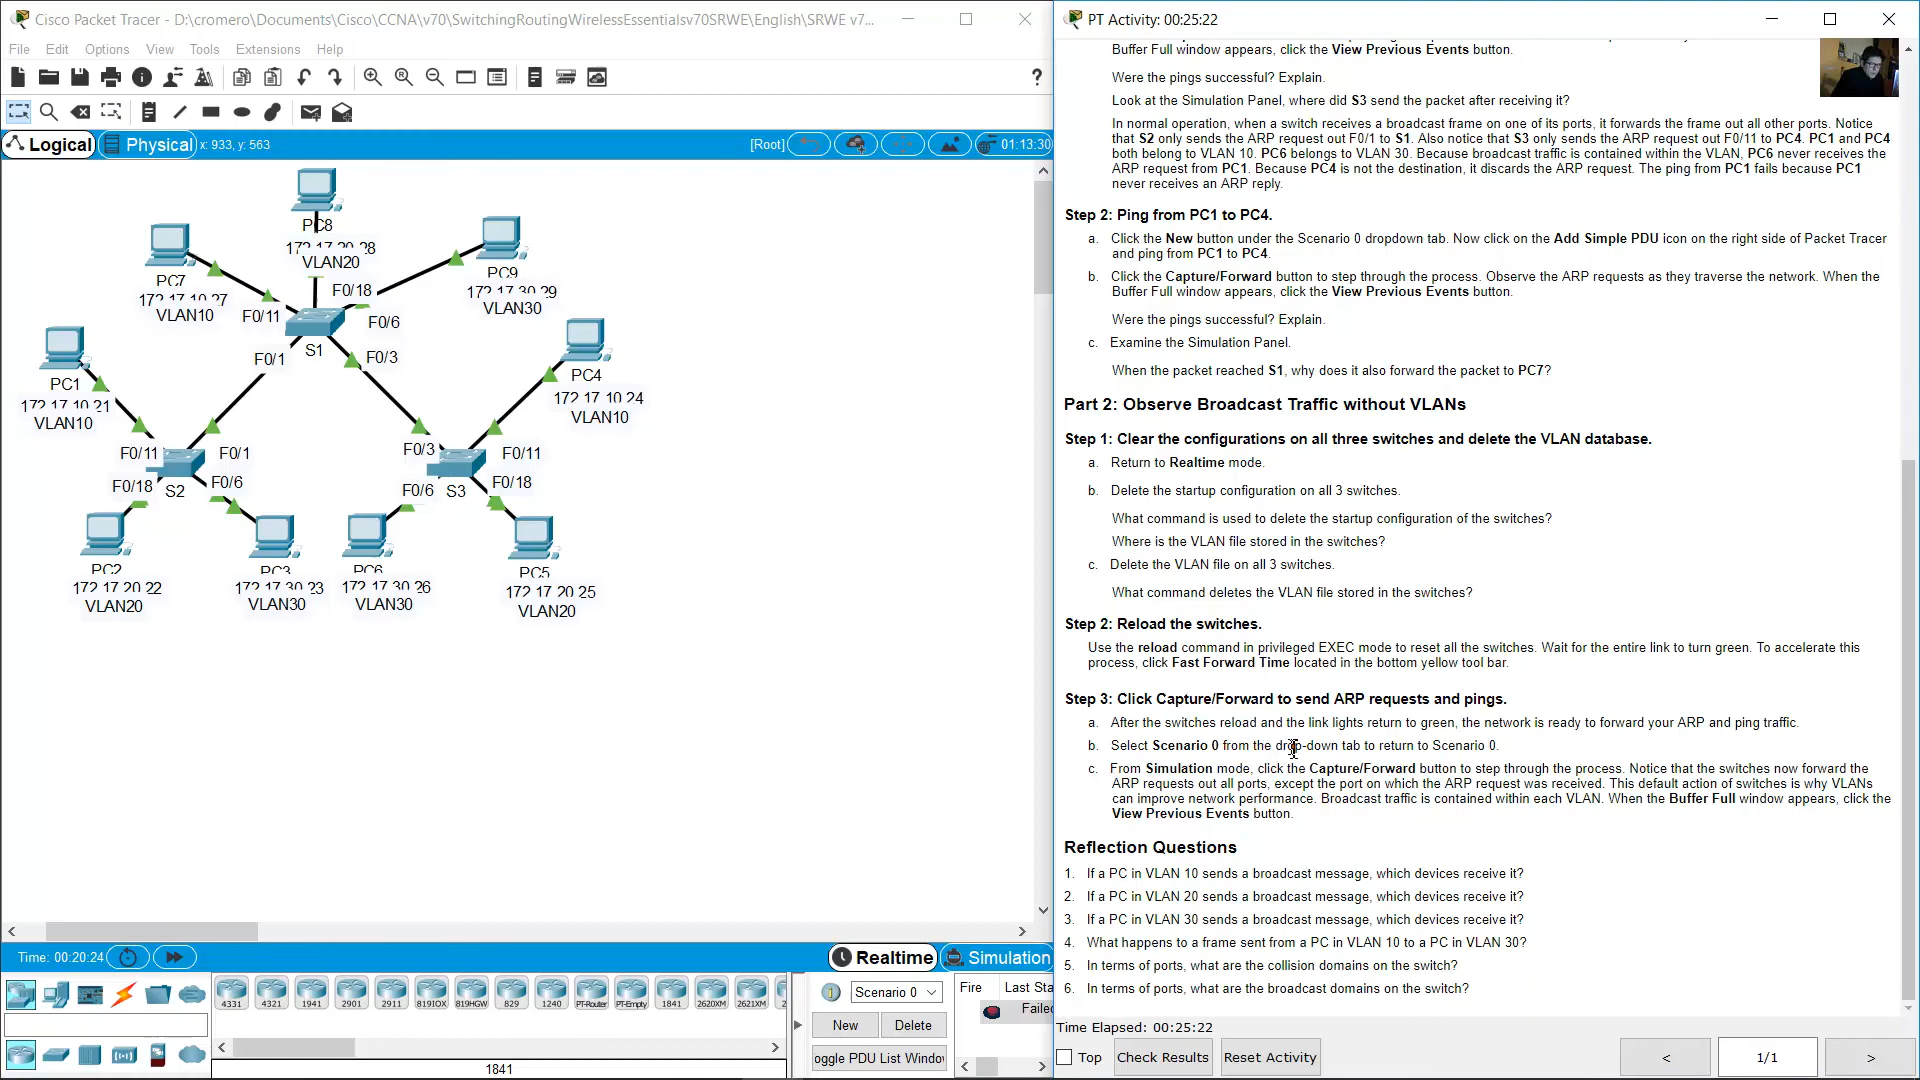 Cisco Packet Tracer - D:\cromero\Documents\Cisco\CCNA\v70\SwitchingRoutingWirelessEssentialsv70SRWE\English\SRWE v7...
File Edit Options View Tools Extensions Help
Logical Physical x: 933, y: 563 [Root] 01:13:30
PC8
172.17.20.28
VLAN20
PC7
172.17.10.27
VLAN10
PC9
172.17.30.29
VLAN30
F0/18
F0/11
F0/6
S1
F0/1
F0/3
PC1
172.17.10.21
VLAN10
PC4
172.17.10.24
VLAN10
F0/11
F0/1
F0/3
F0/11
F0/18
S2
F0/6
F0/6
S3
F0/18
PC2
172.17.20.22
VLAN20
PC3
172.17.30.23
VLAN30
PC6
172.17.30.26
VLAN30
PC5
172.17.20.25
VLAN20
Time: 00:20:24
Realtime Simulation
4331 4321 1941 2901 2911 819IOX 819HGW 829 1240 PT-Router PT-Empty 1841 2620XM 2621XM
1841
Scenario 0
New Delete
oggle PDU List Window
Fire Last Sta
Failed
PT Activity: 00:25:22
Buffer Full window appears, click the View Previous Events button.
Were the pings successful? Explain.
Look at the Simulation Panel, where did S3 send the packet after receiving it?
In normal operation, when a switch receives a broadcast frame on one of its ports, it forwards the frame out all other ports. Notice
that S2 only sends the ARP request out F0/1 to S1. Also notice that S3 only sends the ARP request out F0/11 to PC4. PC1 and PC4
both belong to VLAN 10. PC6 belongs to VLAN 30. Because broadcast traffic is contained within the VLAN, PC6 never receives the
ARP request from PC1. Because PC4 is not the destination, it discards the ARP request. The ping from PC1 fails because PC1
never receives an ARP reply.
Step 2: Ping from PC1 to PC4.
a. Click the New button under the Scenario 0 dropdown tab. Now click on the Add Simple PDU icon on the right side of Packet Tracer
and ping from PC1 to PC4.
b. Click the Capture/Forward button to step through the process. Observe the ARP requests as they traverse the network. When the
Buffer Full window appears, click the View Previous Events button.
Were the pings successful? Explain.
c. Examine the Simulation Panel.
When the packet reached S1, why does it also forward the packet to PC7?
Part 2: Observe Broadcast Traffic without VLANs
Step 1: Clear the configurations on all three switches and delete the VLAN database.
a. Return to Realtime mode.
b. Delete the startup configuration on all 3 switches.
What command is used to delete the startup configuration of the switches?
Where is the VLAN file stored in the switches?
c. Delete the VLAN file on all 3 switches.
What command deletes the VLAN file stored in the switches?
Step 2: Reload the switches.
Use the reload command in privileged EXEC mode to reset all the switches. Wait for the entire link to turn green. To accelerate this
process, click Fast Forward Time located in the bottom yellow tool bar.
Step 3: Click Capture/Forward to send ARP requests and pings.
a. After the switches reload and the link lights return to green, the network is ready to forward your ARP and ping traffic.
b. Select Scenario 0 from the drop-down tab to return to Scenario 0.
c. From Simulation mode, click the Capture/Forward button to step through the process. Notice that the switches now forward the
ARP requests out all ports, except the port on which the ARP request was received. This default action of switches is why VLANs
can improve network performance. Broadcast traffic is contained within each VLAN. When the Buffer Full window appears, click the
View Previous Events button.
Reflection Questions
1. If a PC in VLAN 10 sends a broadcast message, which devices receive it?
2. If a PC in VLAN 20 sends a broadcast message, which devices receive it?
3. If a PC in VLAN 30 sends a broadcast message, which devices receive it?
4. What happens to a frame sent from a PC in VLAN 10 to a PC in VLAN 30?
5. In terms of ports, what are the collision domains on the switch?
6. In terms of ports, what are the broadcast domains on the switch?
Time Elapsed: 00:25:22
Top Check Results Reset Activity < 1/1 >